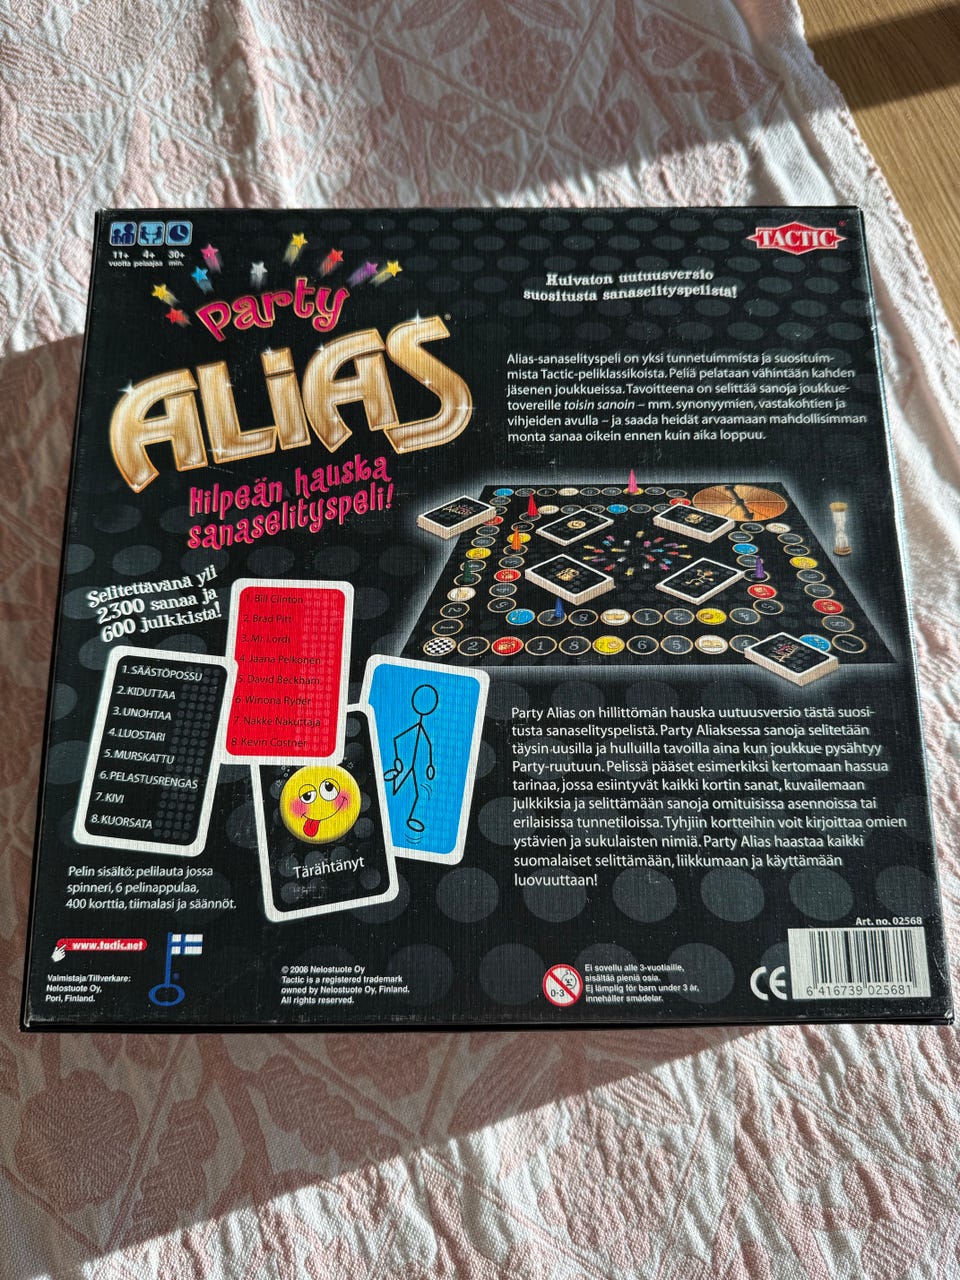 11+
vuotta
4+
pelaajaa
30+
min.
TACTIC
Party
ALIAS
Hilpeän hauska
sanaselityspeli!
Hulvaton uutuusversio
suositusta sanaselityspelistä!
Alias-sanaselityspeli on yksi tunnetuimmista ja suosituim-
mista Tactic-peliklassikoista. Peliä pelataan vähintään kahden
jäsenen joukkueissa. Tavoitteena on selittää sanoja joukkue-
tovereille toisin sanoin – mm. synonyymien, vastakohtien ja
vihjeiden avulla – ja saada heidät arvaamaan mahdollisimman
monta sanaa oikein ennen kuin aika loppuu.
Selitettävänä yli
2300 sanaa ja
600 julkkista!
1. SÄÄSTÖPOSSU
2. KIDUTTAA
3. UNOHTAA
4. LUOSTARI
5. MURSKATTU
6. PELASTUSRENGAS
7. KIVI
8. KUORSATA
1. Bill Clinton
2. Brad Pitt
3. Mr. Lordi
4. Jaana Pelkonen
5. David Beckham
6. Winona Ryder
7. Nakke Nakuttaja
8. Kevin Costner
Tärähtänyt
Party Alias on hillittömän hauska uutuusversio tästä suosi-
tusta sanaselityspelistä. Party Aliaksessa sanoja selitetään
täysin uusilla ja hulluilla tavoilla aina kun joukkue pysähtyy
Party-ruutuun. Pelissä pääset esimerkiksi kertomaan hassua
tarinaa, jossa esiintyvät kaikki kortin sanat, kuvailemaan
julkkiksia ja selittämään sanoja omituisissa asennoissa tai
erilaisissa tunnetiloissa. Tyhjiin kortteihin voit kirjoittaa omien
ystävien ja sukulaisten nimiä. Party Alias haastaa kaikki
suomalaiset selittämään, liikkumaan ja käyttämään
luovuuttaan!
Pelin sisältö: pelilauta jossa
spinneri, 6 pelinappulaa,
400 korttia, tiimalasi ja säännöt.
www.tactic.net
Valmistaja/Tillverkare:
Nelostuote Oy,
Pori, Finland.
© 2006 Nelostuote Oy
Tactic is a registered trademark
owned by Nelostuote Oy, Finland.
All rights reserved.
0-3
Ei sovellu alle 3-vuotiaille,
sisältää pieniä osia.
Ej lämplig för barn under 3 år,
innehåller smådelar.
CE
Art. no. 02568
6 416739 025681